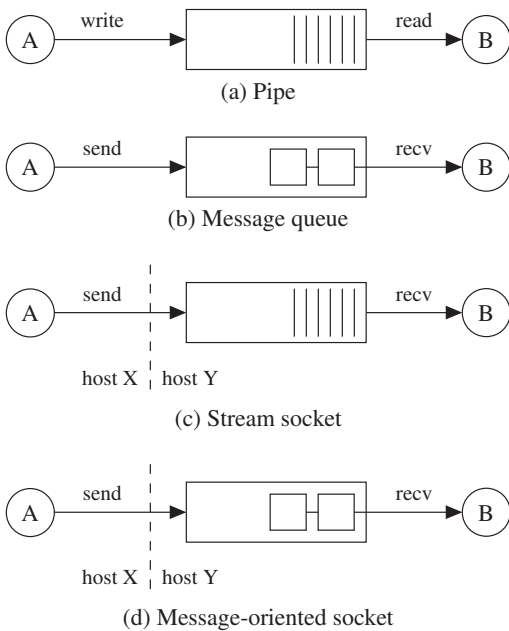 A write read B
(a) Pipe
A send recv B
(b) Message queue
A send recv B
host X host Y
(c) Stream socket
A send recv B
host X host Y
(d) Message-oriented socket